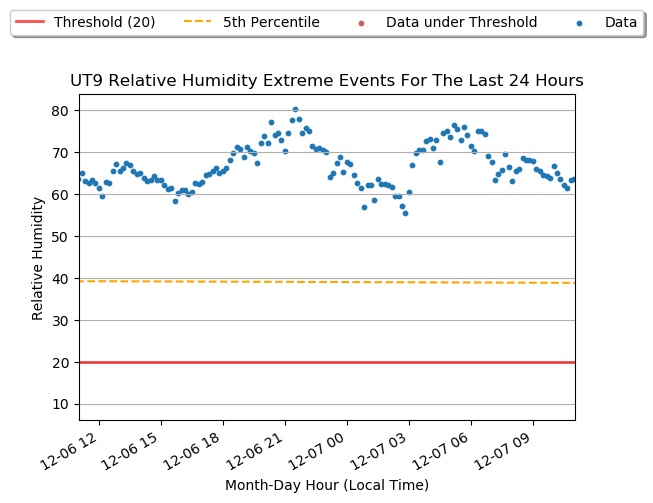 Threshold (20) 5th Percentile Data under Threshold Data
UT9 Relative Humidity Extreme Events For The Last 24 Hours
80
70
60
50
40
30
20
10
Relative Humidity
12-06 12 12-06 15 12-06 18 12-06 21 12-07 00 12-07 03 12-07 06 12-07 09
Month-Day Hour (Local Time)